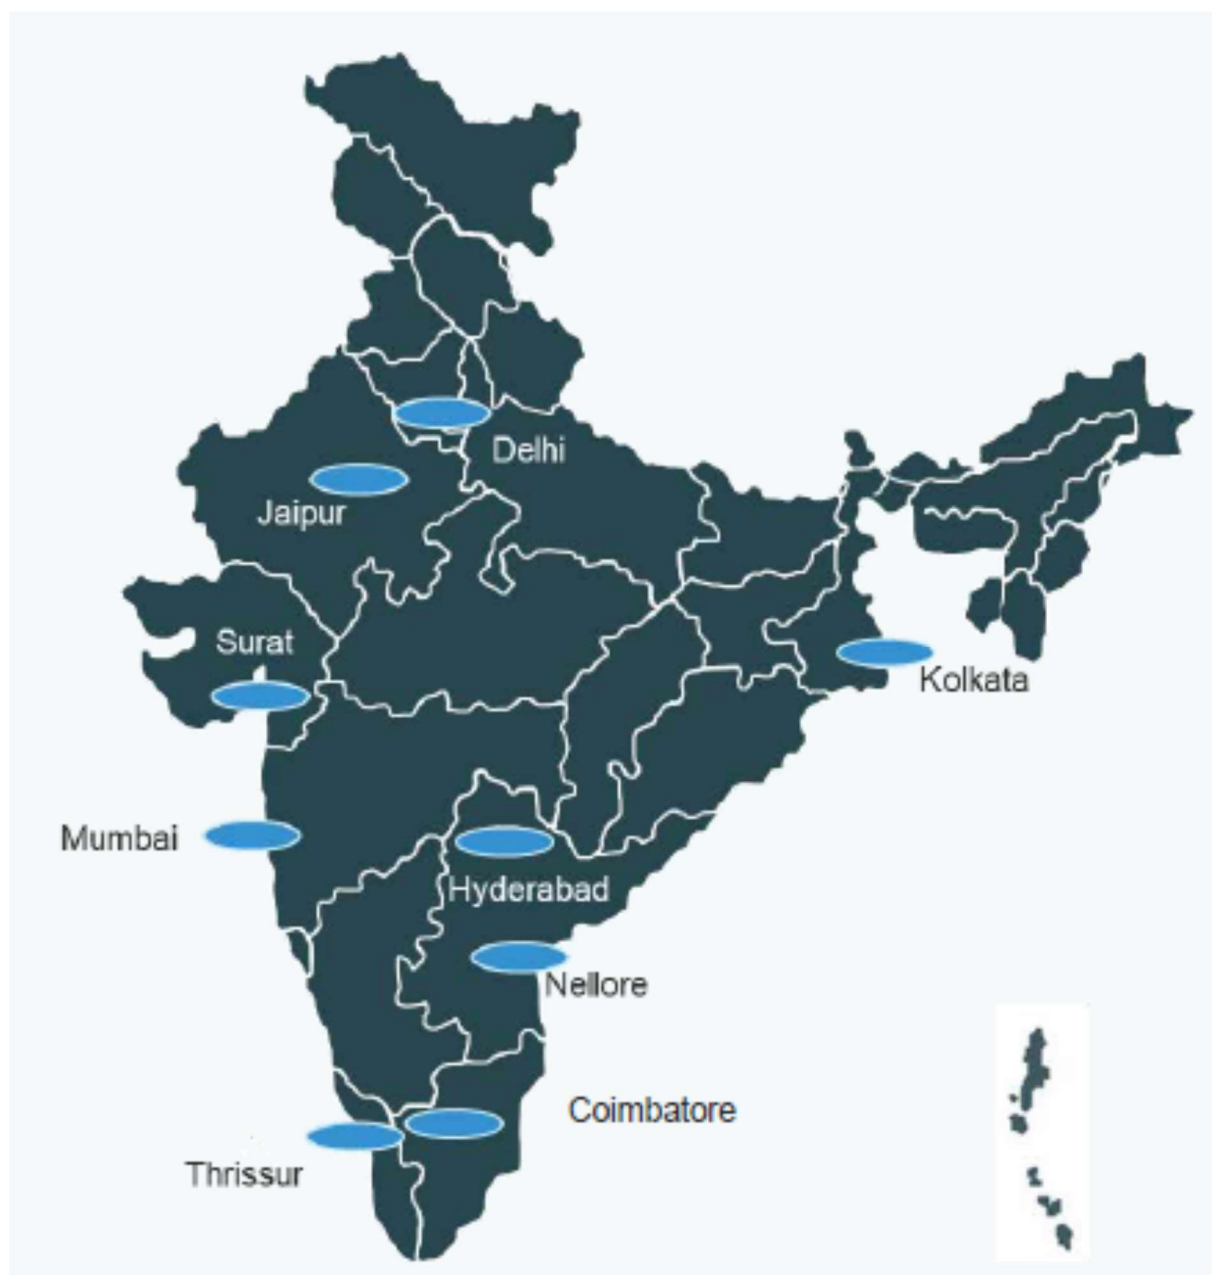 Delhi
Jaipur
Surat
Kolkata
Mumbai
Hyderabad
Nellore
Coimbatore
Thrissur